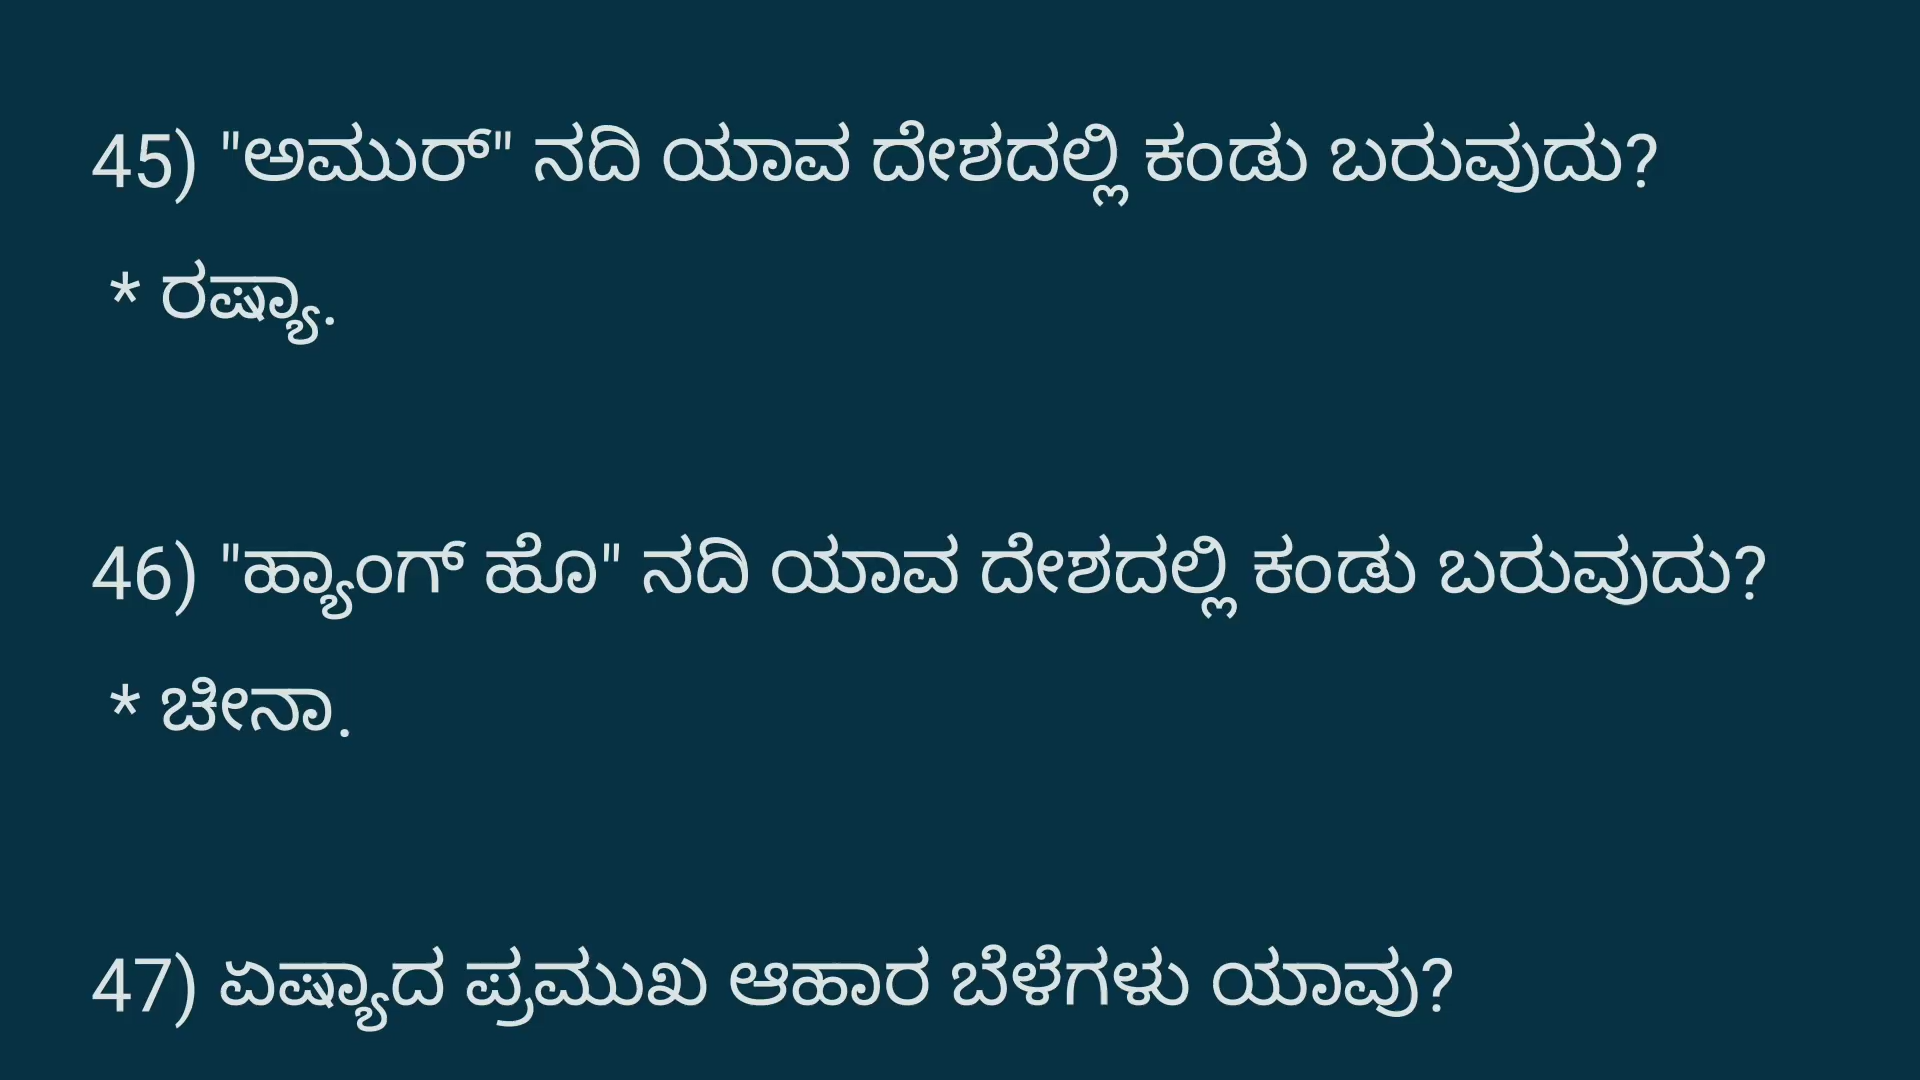 45) "ಅಮುರ್" ನದಿ ಯಾವ ದೇಶದಲ್ಲಿ ಕಂಡು ಬರುವುದು?
* ರಷ್ಯಾ.
46) "ಹ್ಯಾಂಗ್ ಹೊ" ನದಿ ಯಾವ ದೇಶದಲ್ಲಿ ಕಂಡು ಬರುವುದು?
* ಚೀನಾ.
47) ಏಷ್ಯಾದ ಪ್ರಮುಖ ಆಹಾರ ಬೆಳೆಗಳು ಯಾವು?